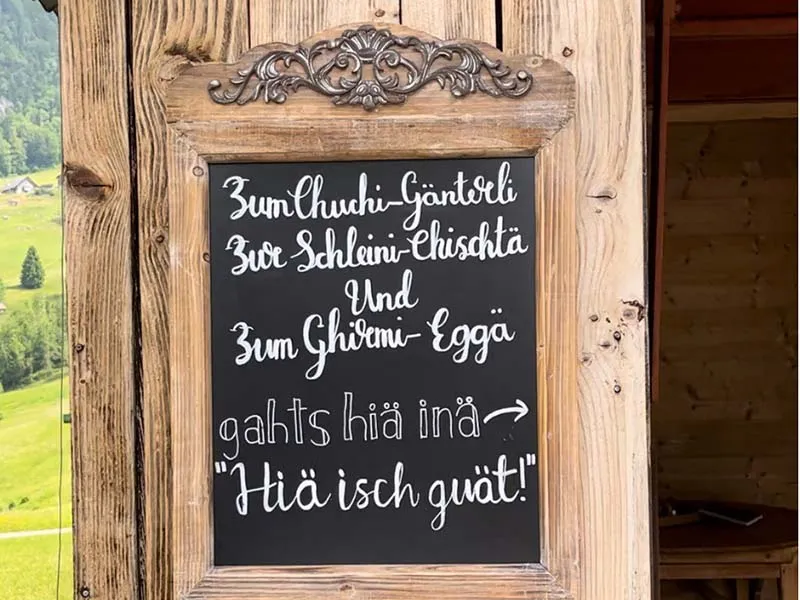 Zum Chuchi-Gänterli
Zur Schleini-Chischtä
Und
Zum Ghirmi-Eggä
gahts hiä inä →
"Hiä isch guät!"